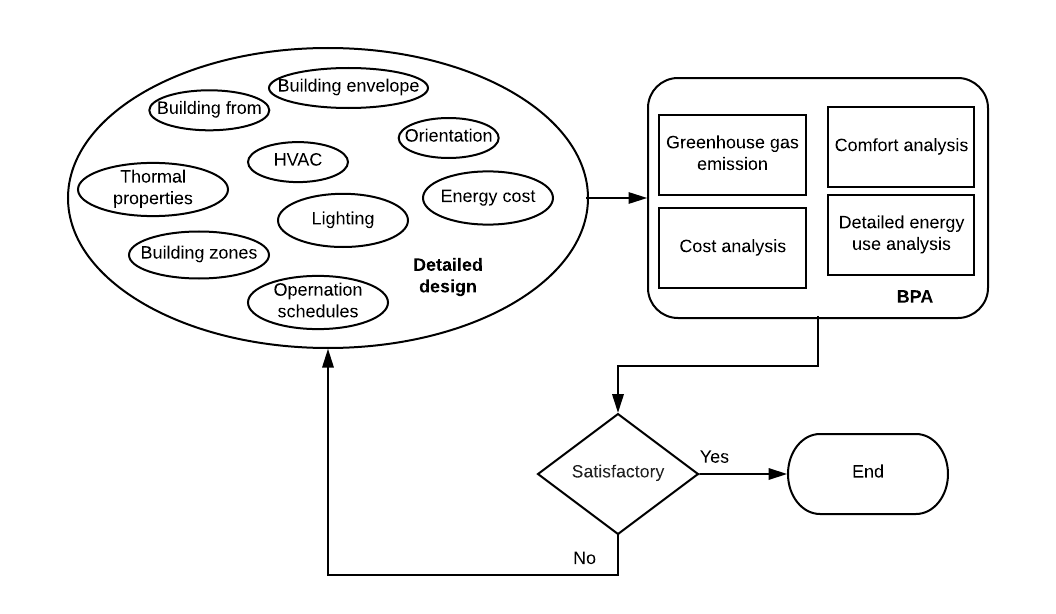 Building envelope
Building from
Orientation
HVAC
Thormal
properties
Energy cost
Lighting
Building zones
Opernation
schedules
Detailed
design
Greenhouse gas
emission
Comfort analysis
Cost analysis
Detailed energy
use analysis
BPA
Satisfactory
Yes
End
No